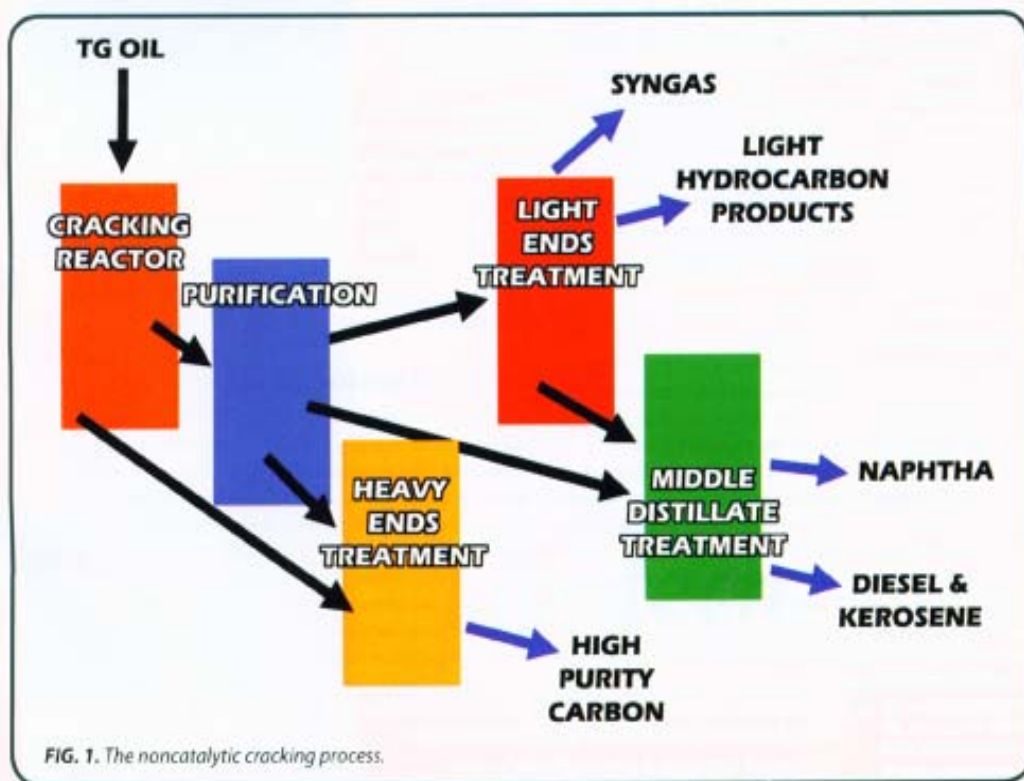 TG OIL
SYNGAS
LIGHT
HYDROCARBON
PRODUCTS
CRACKING
REACTOR
LIGHT
ENDS
TREATMENT
PURIFICATION
HEAVY
ENDS
TREATMENT
MIDDLE
DISTILLATE
TREATMENT
NAPHTHA
DIESEL &
KEROSENE
HIGH
PURITY
CARBON
FIG. 1. The noncatalytic cracking process.